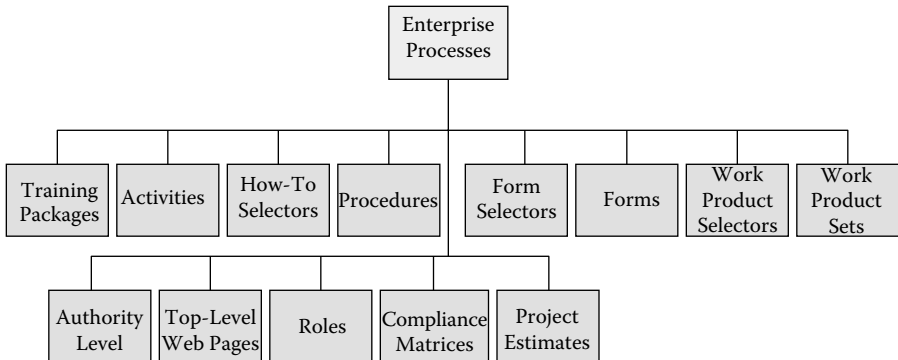 Enterprise
Processes
Training
Packages
Activities
How-To
Selectors
Procedures
Form
Selectors
Forms
Work
Product
Selectors
Work
Product
Sets
Authority
Level
Top-Level
Web Pages
Roles
Compliance
Matrices
Project
Estimates